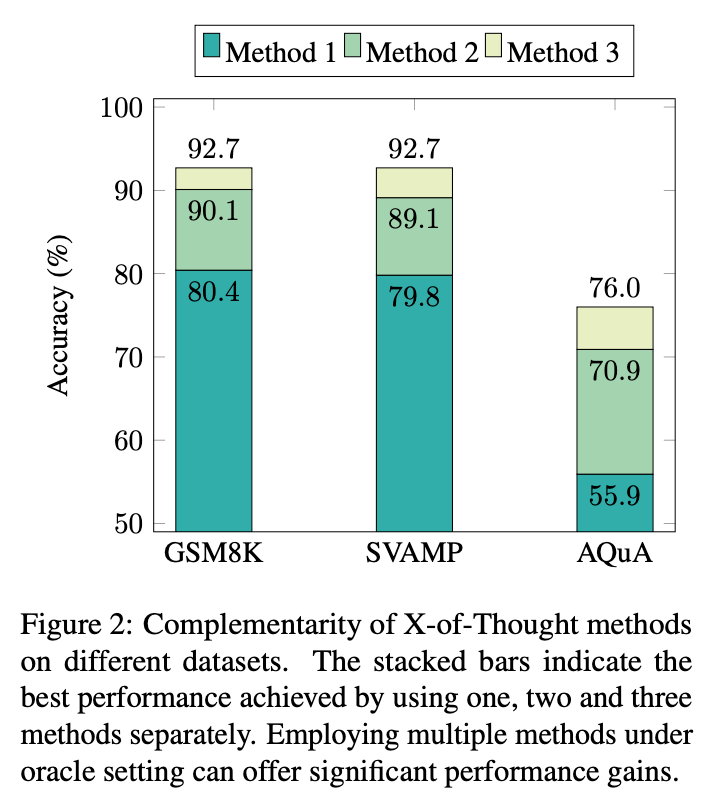 Method 1 Method 2 Method 3
100
90
80
70
60
50
Accuracy (%)
92.7
90.1
80.4
92.7
89.1
79.8
76.0
70.9
55.9
GSM8K SVAMP AQuA
Figure 2: Complementarity of X-of-Thought methods
on different datasets. The stacked bars indicate the
best performance achieved by using one, two and three
methods separately. Employing multiple methods under
oracle setting can offer significant performance gains.